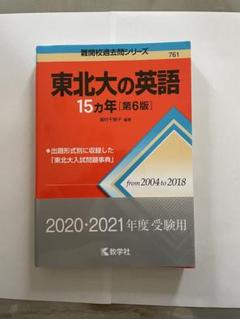 難関校過去問シリーズ
761
東北大の英語
15ヵ年[第6版]
編著
◆出題形式別に収録した
「東北大入試問題事典」
from 2004 to 2018
2020・2021年度受験用
教学社